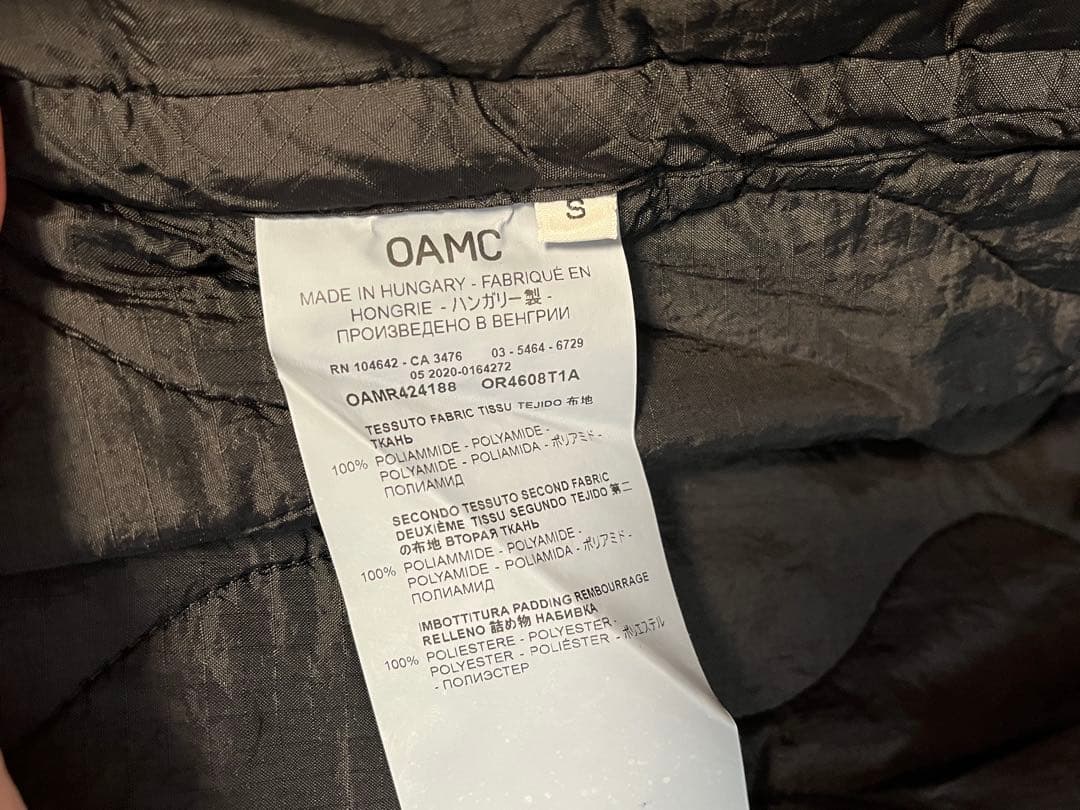 S
OAMC
MADE IN HUNGARY - FABRIQUÉ EN
HONGRIE - ハンガリー製 -
ПРОИЗВЕДЕНО В ВЕНГРИИ
RN 104642 - CA 3476 03 - 5464 - 6729
05 2020-0164272
OAMR424188 OR4608T1A
TESSUTO FABRIC TISSU TEJIDO 布地
ТКАНЬ
100% POLIAMMIDE - POLYAMIDE -
POLYAMIDE - POLIAMIDA - ポリアミド -
ПОЛИАМИД
SECONDO TESSUTO SECOND FABRIC
DEUXIÈME TISSU SEGUNDO TEJIDO 第二
の布地 ВТОРАЯ ТКАНЬ
100% POLIAMMIDE - POLYAMIDE -
POLYAMIDE - POLIAMIDA - ポリアミド -
ПОЛИАМИД
IMBOTTITURA PADDING REMBOURRAGE
RELLENO 詰め物 НАБИВКА
100% POLIESTERE - POLYESTER -
POLYESTER - POLIÉSTER - ポリエステル
- ПОЛИЭСТЕР